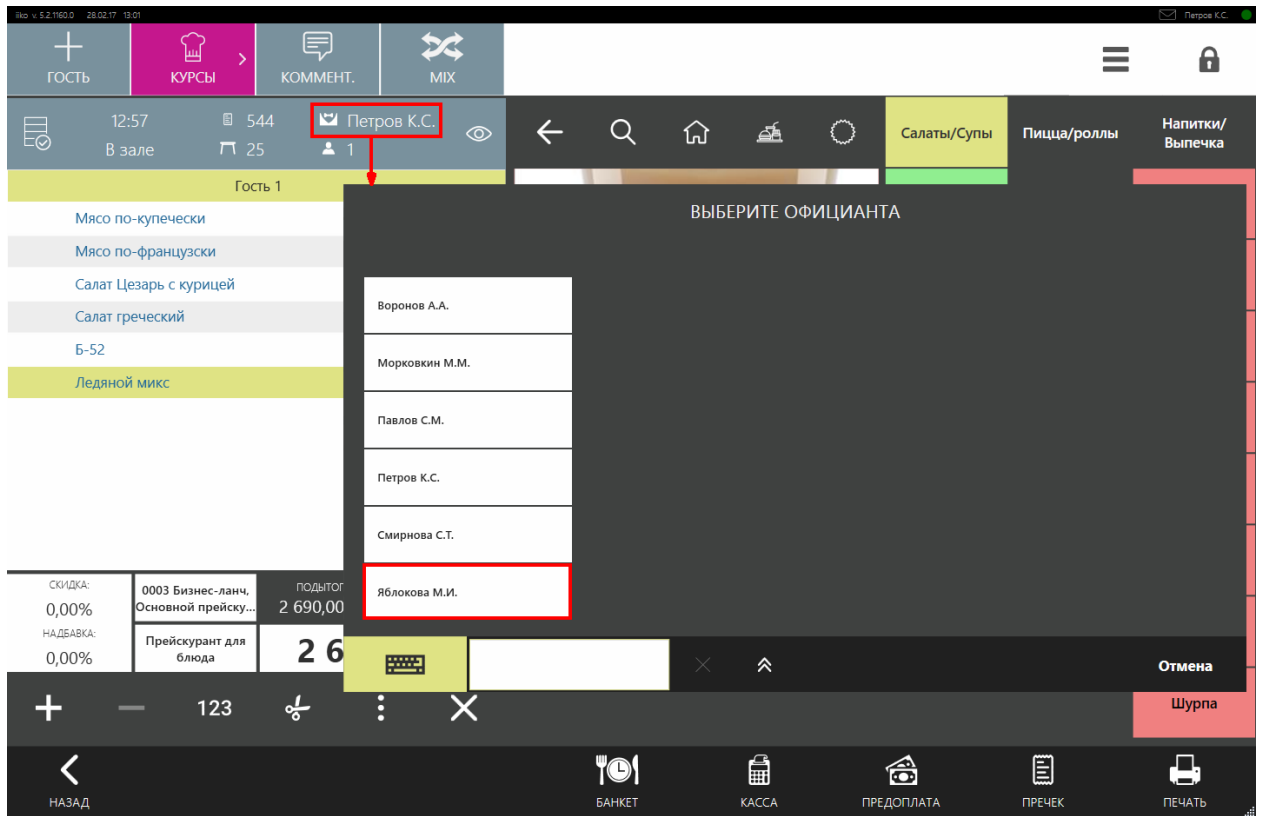 iiko v. 5.2.1160.0 28.02.17 13:01 Петров К.С.
ГОСТЬ
КУРСЫ
КОММЕНТ.
MIX
12:57 544 Петров К.С.
В зале 25 1
Салаты/Супы
Пицца/роллы
Напитки/
Выпечка
Гость 1
Мясо по-купечески
Мясо по-французски
Салат Цезарь с курицей
Салат греческий
Б-52
Ледяной микс
ВЫБЕРИТЕ ОФИЦИАНТА
Воронов А.А.
Морковкин М.М.
Павлов С.М.
Петров К.С.
Смирнова С.Т.
Яблокова М.И.
Отмена
СКИДКА:
0,00%
НАДБАВКА:
0,00%
0003 Бизнес-ланч,
Основной прейску...
Прейскурант для
блюда
ПОДЫТОГ
2 690,00
2 6
123
Шурпа
НАЗАД
БАНКЕТ
КАССА
ПРЕДОПЛАТА
ПРЕЧЕК
ПЕЧАТЬ